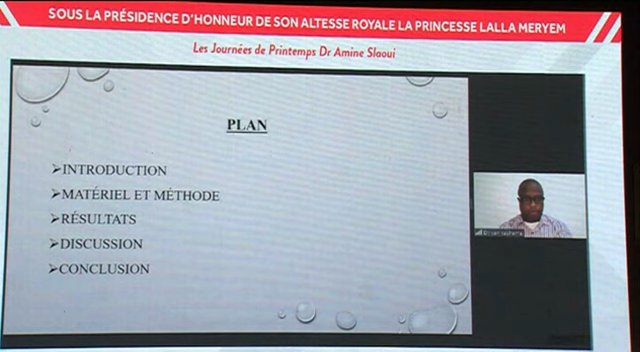 SOUS LA PRÉSIDENCE D'HONNEUR DE SON ALTESSE ROYALE LA PRINCESSE LALLA MERYEM
Les Journées de Printemps Dr Amine Slaoui
PLAN
➢INTRODUCTION
➢MATÉRIEL ET MÉTHODE
➢RÉSULTATS
➢DISCUSSION
➢CONCLUSION